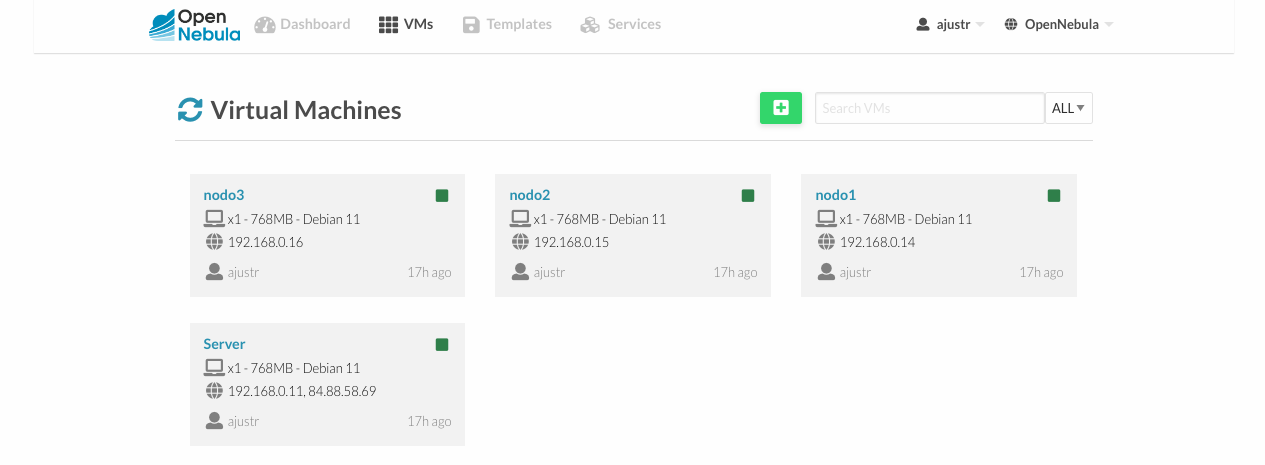 Open
Nebula
Dashboard VMs Templates Services ajustr OpenNebula
Virtual Machines Search VMs ALL
nodo3
x1 - 768MB - Debian 11
192.168.0.16
ajustr 17h ago
nodo2
x1 - 768MB - Debian 11
192.168.0.15
ajustr 17h ago
nodo1
x1 - 768MB - Debian 11
192.168.0.14
ajustr 17h ago
Server
x1 - 768MB - Debian 11
192.168.0.11, 84.88.58.69
ajustr 17h ago